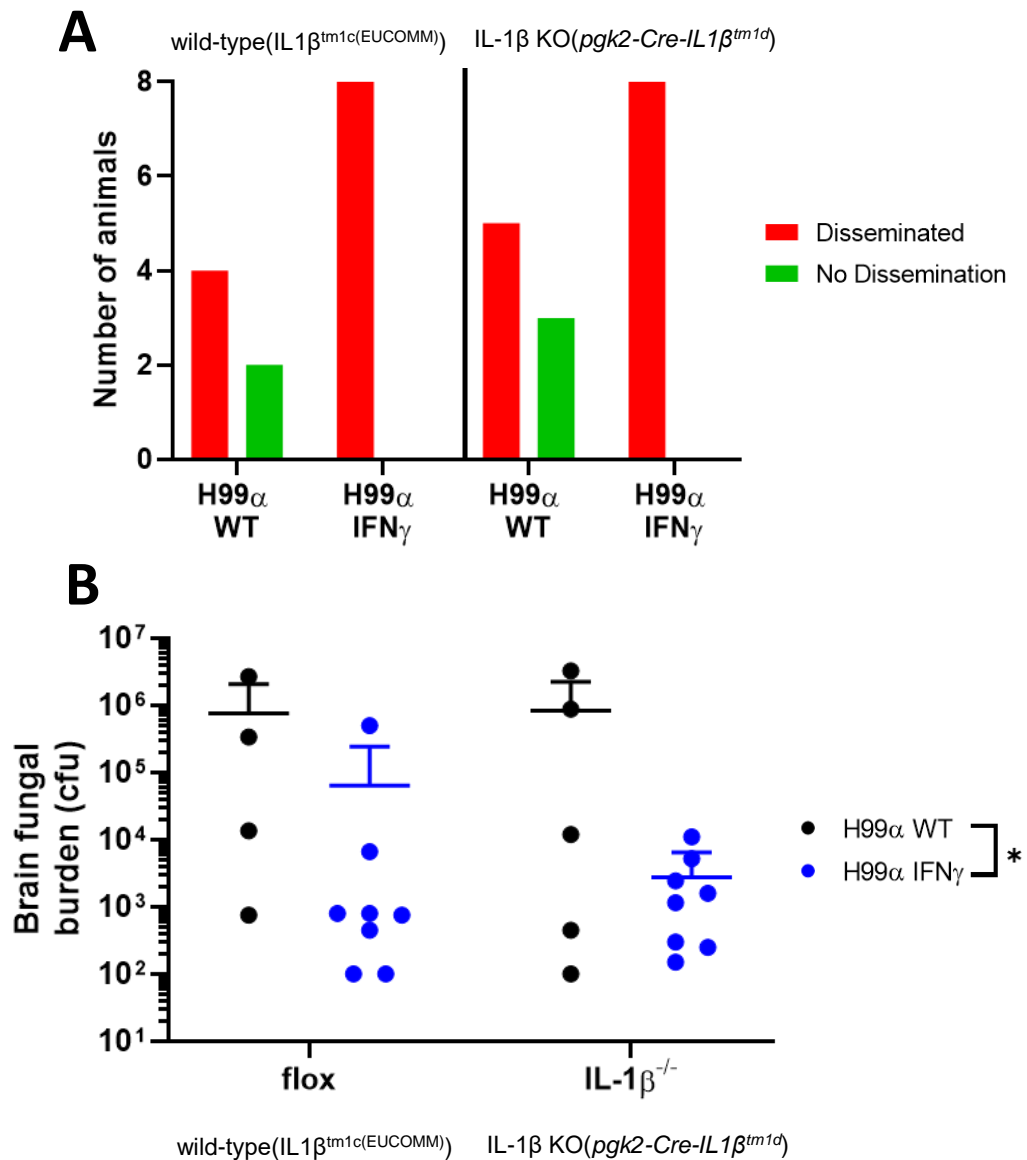 A
wild-type(IL1β^tm1c(EUCOMM)) IL-1β KO(pgk2-Cre-IL1β^tm1d)
Number of animals
8
6
4
2
0
Disseminated
No Dissemination
H99α WT
H99α IFNγ
H99α WT
H99α IFNγ
B
Brain fungal burden (cfu)
10^7
10^6
10^5
10^4
10^3
10^2
10^1
H99α WT
H99α IFNγ
*
flox
IL-1β^-/-
wild-type(IL1β^tm1c(EUCOMM)) IL-1β KO(pgk2-Cre-IL1β^tm1d)